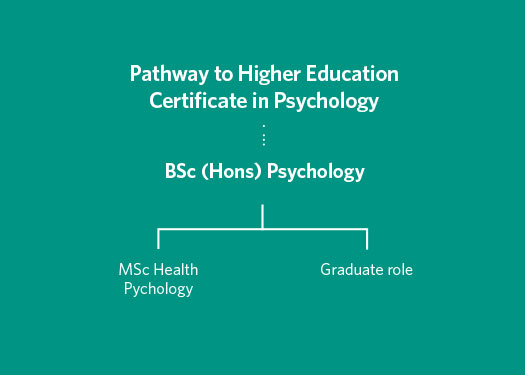 Pathway to Higher Education
Certificate in Psychology
BSc (Hons) Psychology
MSc Health
Pychology
Graduate role